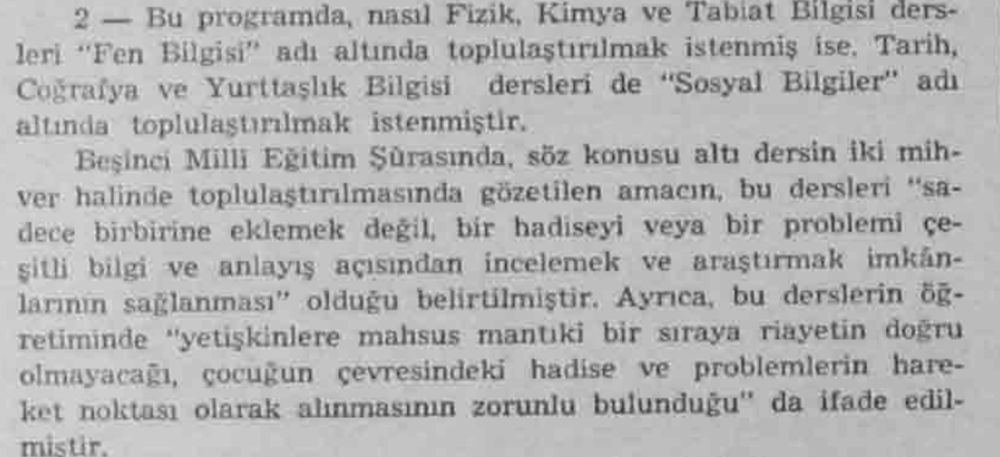 2 — Bu programda, nasıl Fizik, Kimya ve Tabiat Bilgisi ders-
leri "Fen Bilgisi" adı altında toplulaştırılmak istenmiş ise, Tarih,
Coğrafya ve Yurttaşlık Bilgisi dersleri de "Sosyal Bilgiler" adı
altında toplulaştırılmak istenmiştir.
Beşinci Milli Eğitim Şûrasında, söz konusu altı dersin iki mih-
ver halinde toplulaştırılmasında gözetilen amacın, bu dersleri "sa-
dece birbirine eklemek değil, bir hadiseyi veya bir problemi çe-
şitli bilgi ve anlayış açısından incelemek ve araştırmak imkân-
larının sağlanması" olduğu belirtilmiştir. Ayrıca, bu derslerin öğ-
retiminde "yetişkinlere mahsus mantıki bir sıraya riayetin doğru
olmayacağı, çocuğun çevresindeki hadise ve problemlerin hare-
ket noktası olarak alınmasının zorunlu bulunduğu" da ifade edil-
miştir.